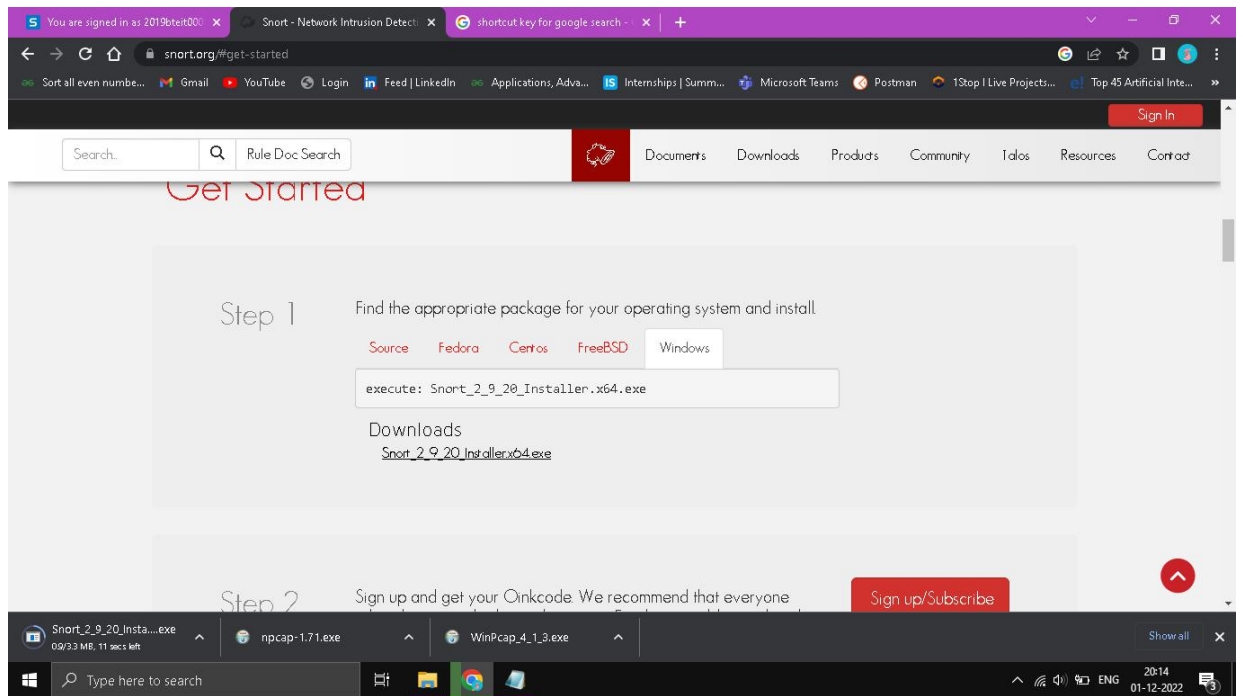 You are signed in as 2019bteit000
Snort - Network Intrusion Detecti
shortcut key for google search -
snort.org/#get-started
Sort all even numbe... Gmail YouTube Login Feed | LinkedIn Applications, Adva... Internships | Summ... Microsoft Teams Postman 1Stop | Live Projects... Top 45 Artificial Inte... »
Sign In
Search.. Rule Doc Search Documents Downloads Products Community Talos Resources Contact
Get Started
Step 1
Find the appropriate package for your operating system and install.
Source Fedora Centos FreeBSD Windows
execute: Snort_2_9_20_Installer.x64.exe
Downloads
Snort_2_9_20_Installer.x64.exe
Step 2
Sign up and get your Oinkcode. We recommend that everyone
Sign up/Subscribe
Snort_2_9_20_Insta....exe
0.9/3.3 MB, 11 secs left
npcap-1.71.exe
WinPcap_4_1_3.exe
Show all
Type here to search
ENG
20:14
01-12-2022
3